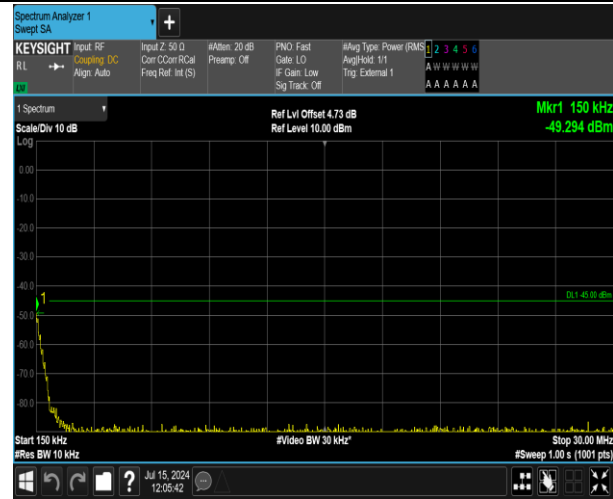 Spectrum Analyzer 1
Swept SA
+
KEYSIGHT
RL
LXI
Input: RF
Coupling: DC
Align: Auto
Input Z: 50 Ω
Corr CCorr RCal
Freq Ref: Int (S)
#Atten: 20 dB
Preamp: Off
PNO: Fast
Gate: LO
IF Gain: Low
Sig Track: Off
#Avg Type: Power (RMS
Avg|Hold: 1/1
Trig: External 1
1 2 3 4 5 6
A W W W W W
A A A A A A
1 Spectrum
Scale/Div 10 dB
Ref Lvl Offset 4.73 dB
Ref Level 10.00 dBm
Mkr1 150 kHz
-49.294 dBm
Log
0.00
-10.0
-20.0
-30.0
-40.0
1
DL1 -45.00 dBm
-50.0
-60.0
-70.0
-80.0
Start 150 kHz
#Video BW 30 kHz*
Stop 30.00 MHz
#Res BW 10 kHz
#Sweep 1.00 s (1001 pts)
?
Jul 15, 2024
12:05:42